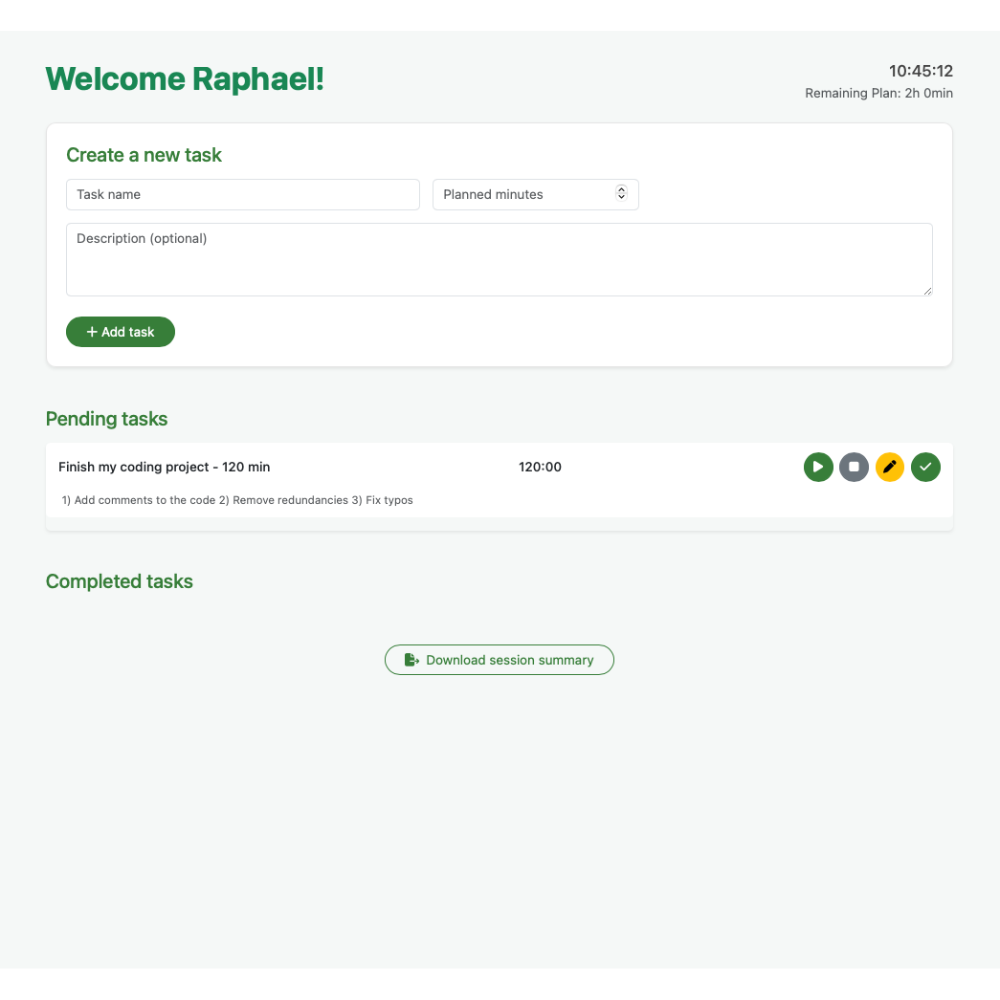 Welcome Raphael!
10:45:12
Remaining Plan: 2h 0min
Create a new task
Task name
Planned minutes
Description (optional)
+ Add task
Pending tasks
Finish my coding project - 120 min
120:00
1) Add comments to the code 2) Remove redundancies 3) Fix typos
Completed tasks
Download session summary